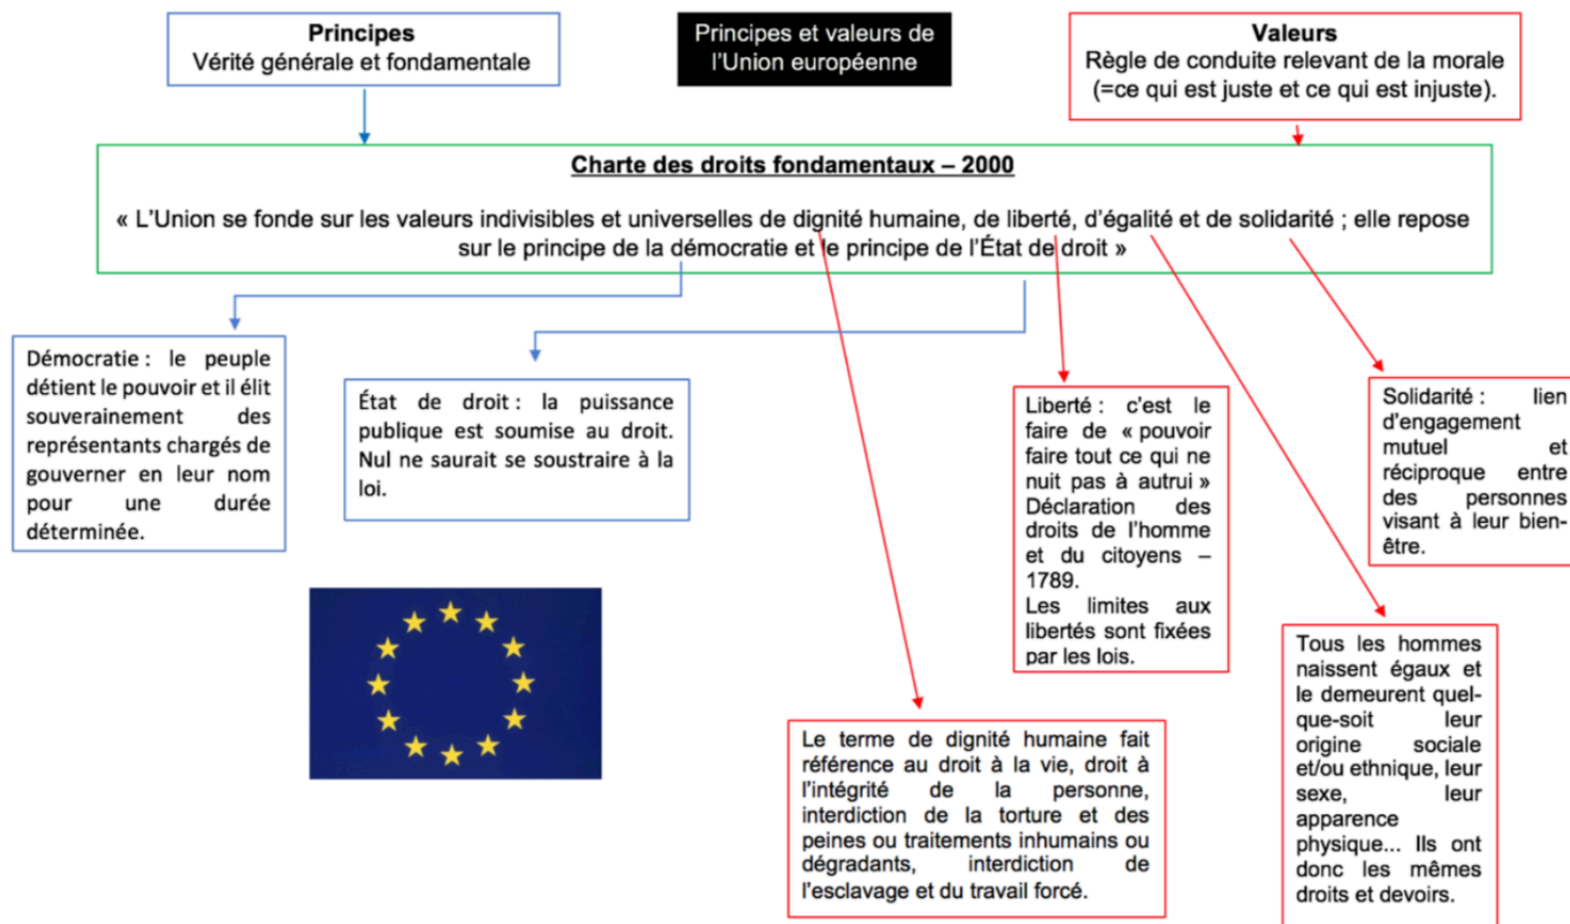 Principes
Vérité générale et fondamentale
Principes et valeurs de
l'Union européenne
Valeurs
Règle de conduite relevant de la morale
(=ce qui est juste et ce qui est injuste).
Charte des droits fondamentaux – 2000
« L'Union se fonde sur les valeurs indivisibles et universelles de dignité humaine, de liberté, d'égalité et de solidarité ; elle repose
sur le principe de la démocratie et le principe de l'État de droit »
Démocratie : le peuple
détient le pouvoir et il élit
souverainement des
représentants chargés de
gouverner en leur nom
pour une durée
déterminée.
État de droit : la puissance
publique est soumise au droit.
Nul ne saurait se soustraire à la
loi.
Liberté : c'est le
faire de « pouvoir
faire tout ce qui ne
nuit pas à autrui »
Déclaration des
droits de l'homme
et du citoyens –
1789.
Les limites aux
libertés sont fixées
par les lois.
Solidarité : lien
d'engagement
mutuel et
réciproque entre
des personnes
visant à leur bien-
être.
Le terme de dignité humaine fait
référence au droit à la vie, droit à
l'intégrité de la personne,
interdiction de la torture et des
peines ou traitements inhumains ou
dégradants, interdiction de
l'esclavage et du travail forcé.
Tous les hommes
naissent égaux et
le demeurent quel-
que-soit leur
origine sociale
et/ou ethnique, leur
sexe, leur
apparence
physique... Ils ont
donc les mêmes
droits et devoirs.